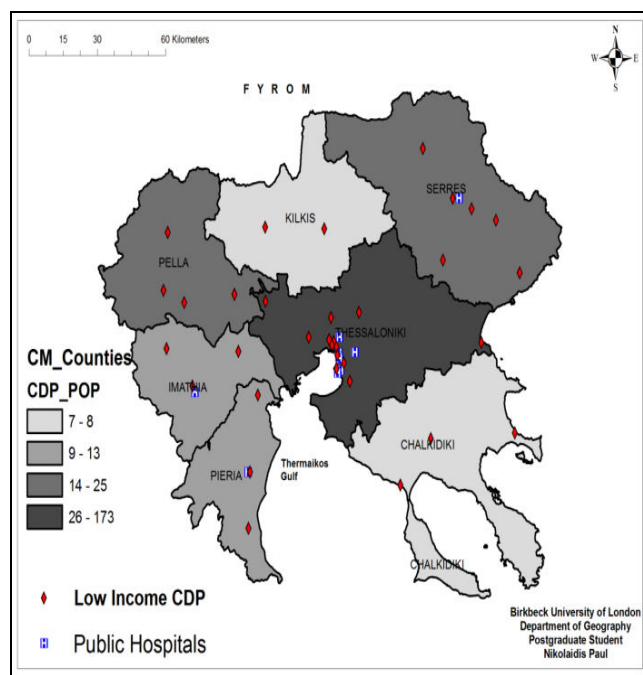 0 15 30 60 Kilometers
N
W E
S
F Y R O M
SERRES
KILKIS
PELLA
THESSALONIKI
CM_Counties
CDP_POP
IMATHIA
7 - 8
9 - 13
14 - 25
26 - 173
CHALKIDIKI
Thermaikos
Gulf
PIERIA
CHALKIDIKI
Low Income CDP
H Public Hospitals
Birkbeck University of London
Department of Geography
Postgraduate Student
Nikolaidis Paul